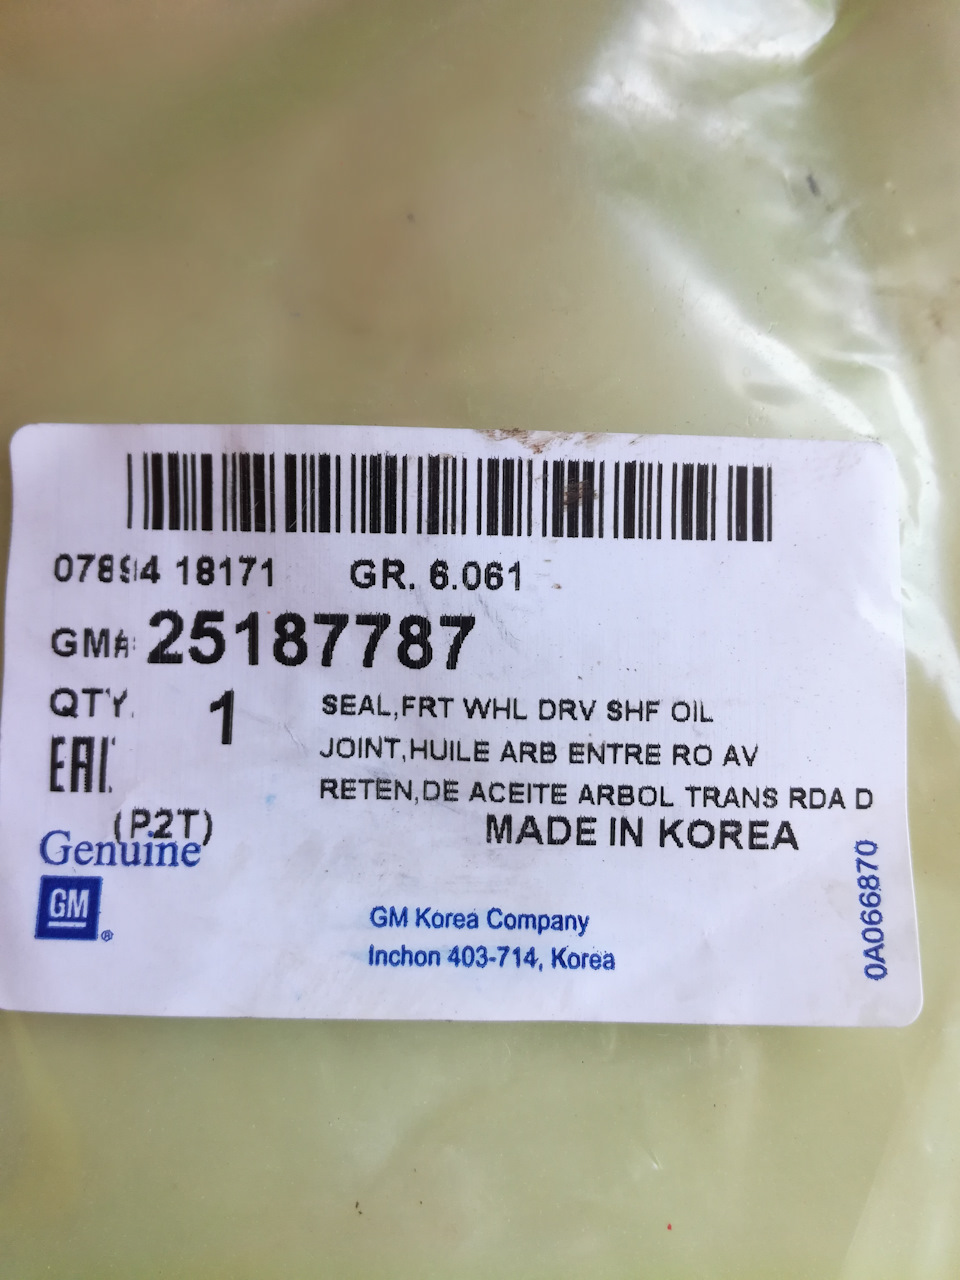 07894 18171 GR. 6.061
GM# 25187787
QTY. 1 SEAL,FRT WHL DRV SHF OIL
EAC JOINT,HUILE ARB ENTRE RO AV
RETEN,DE ACEITE ARBOL TRANS RDA D
(P2T) MADE IN KOREA
Genuine
GM ®
GM Korea Company
Inchon 403-714, Korea
0A066870